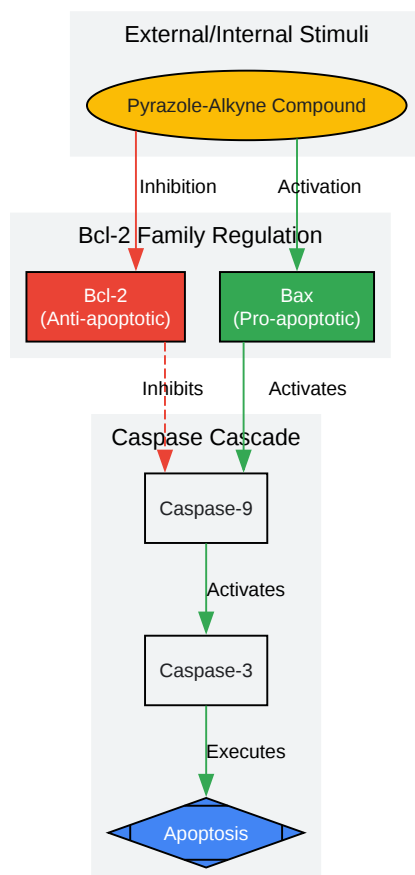 External/Internal Stimuli
Pyrazole-Alkyne Compound
Inhibition
Activation
Bcl-2 Family Regulation
Bcl-2
(Anti-apoptotic)
Bax
(Pro-apoptotic)
Inhibits
Activates
Caspase Cascade
Caspase-9
Activates
Caspase-3
Executes
Apoptosis